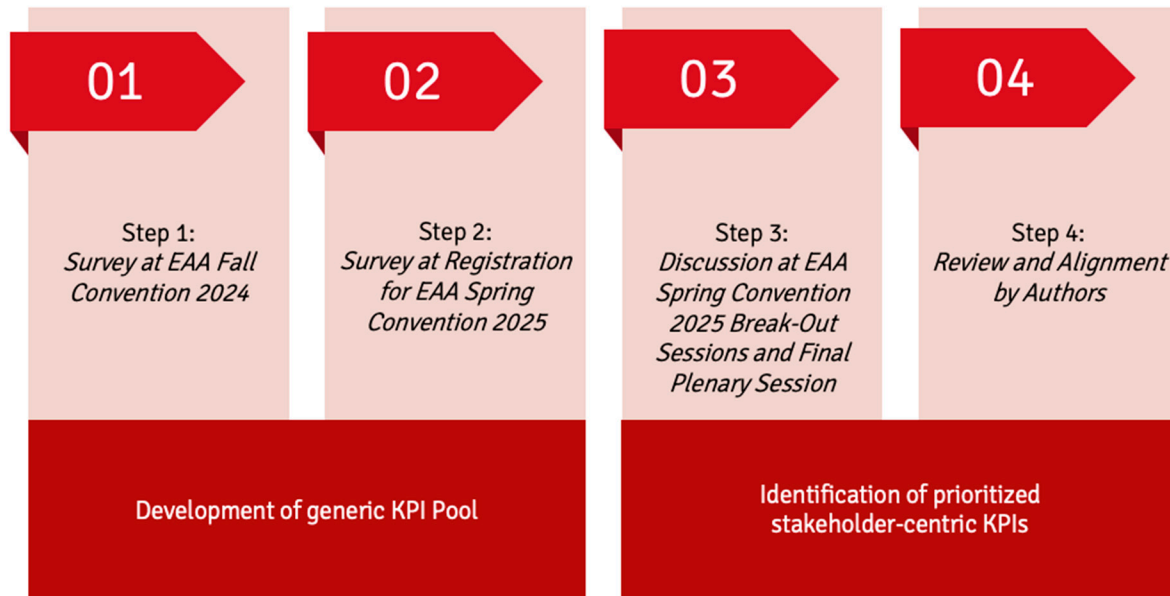 01
Step 1:
Survey at EAA Fall
Convention 2024
02
Step 2:
Survey at Registration
for EAA Spring
Convention 2025
03
Step 3:
Discussion at EAA
Spring Convention
2025 Break-Out
Sessions and Final
Plenary Session
04
Step 4:
Review and Alignment
by Authors
Development of generic KPI Pool
Identification of prioritized
stakeholder-centric KPIs